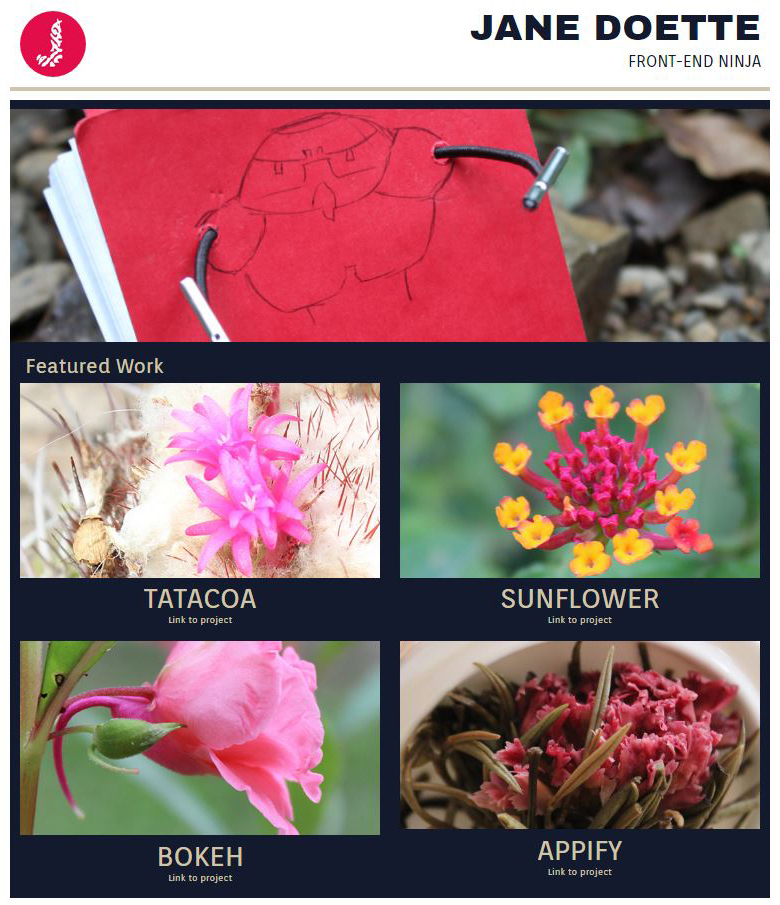 JANE DOETTE
FRONT-END NINJA
Featured Work
TATACOA
Link to project
SUNFLOWER
Link to project
BOKEH
Link to project
APPIFY
Link to project